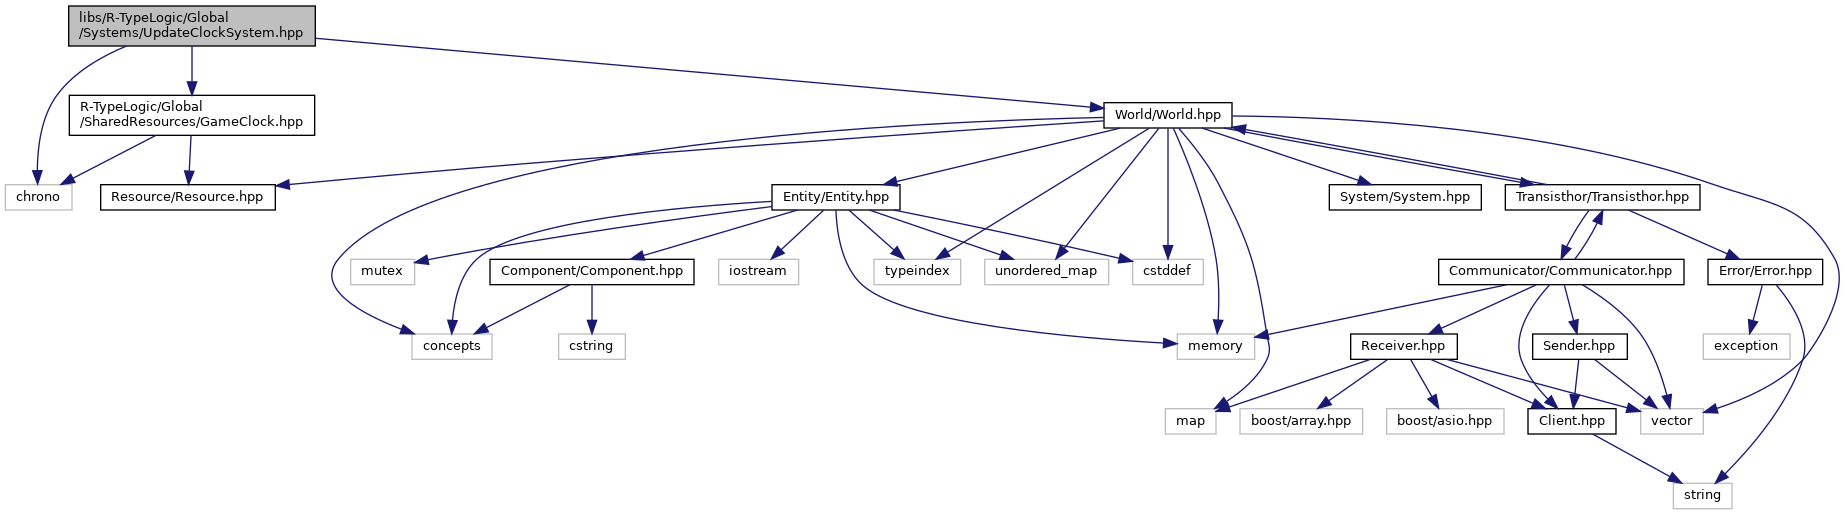 libs/R-TypeLogic/Global
/Systems/UpdateClockSystem.hpp
R-TypeLogic/Global
/SharedResources/GameClock.hpp
World/World.hpp
chrono
Resource/Resource.hpp
Entity/Entity.hpp
System/System.hpp
Transisthor/Transisthor.hpp
mutex
Component/Component.hpp
iostream
typeindex
unordered_map
cstddef
Communicator/Communicator.hpp
Error/Error.hpp
concepts
cstring
memory
Receiver.hpp
Sender.hpp
exception
map
boost/array.hpp
boost/asio.hpp
Client.hpp
vector
string